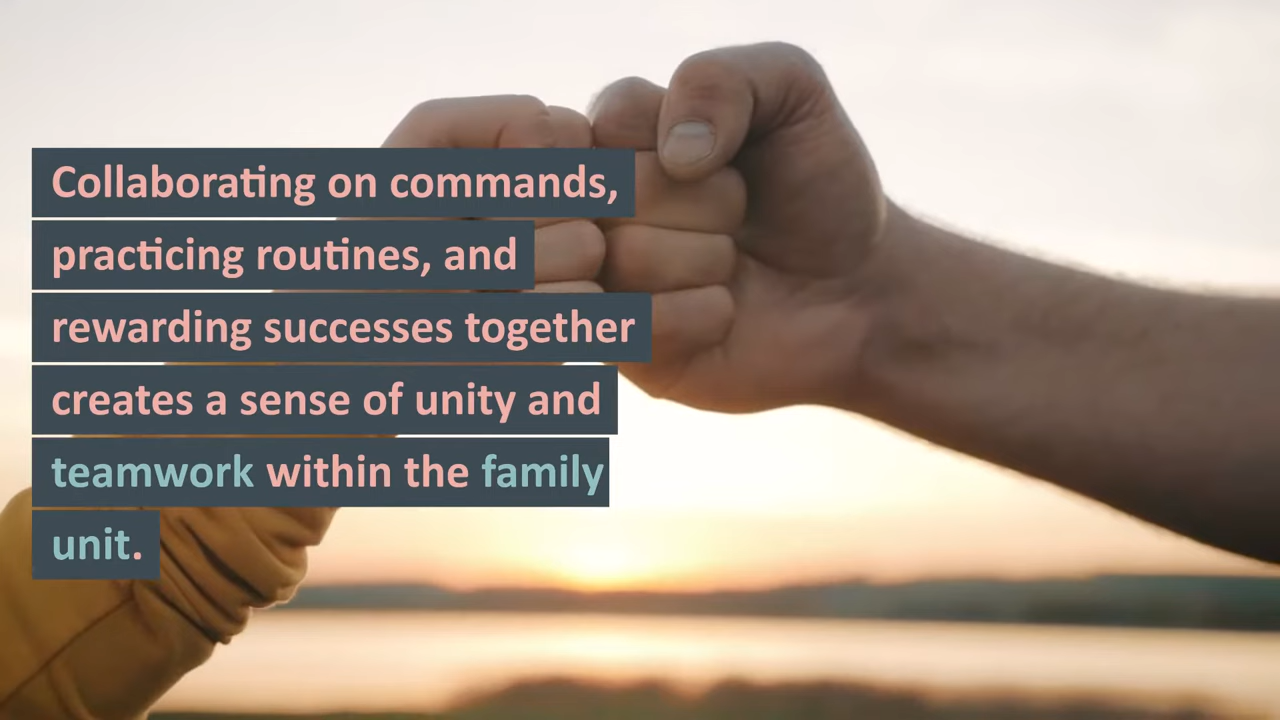 Collaborating on commands,
practicing routines, and
rewarding successes together
creates a sense of unity and
teamwork within the family
unit.